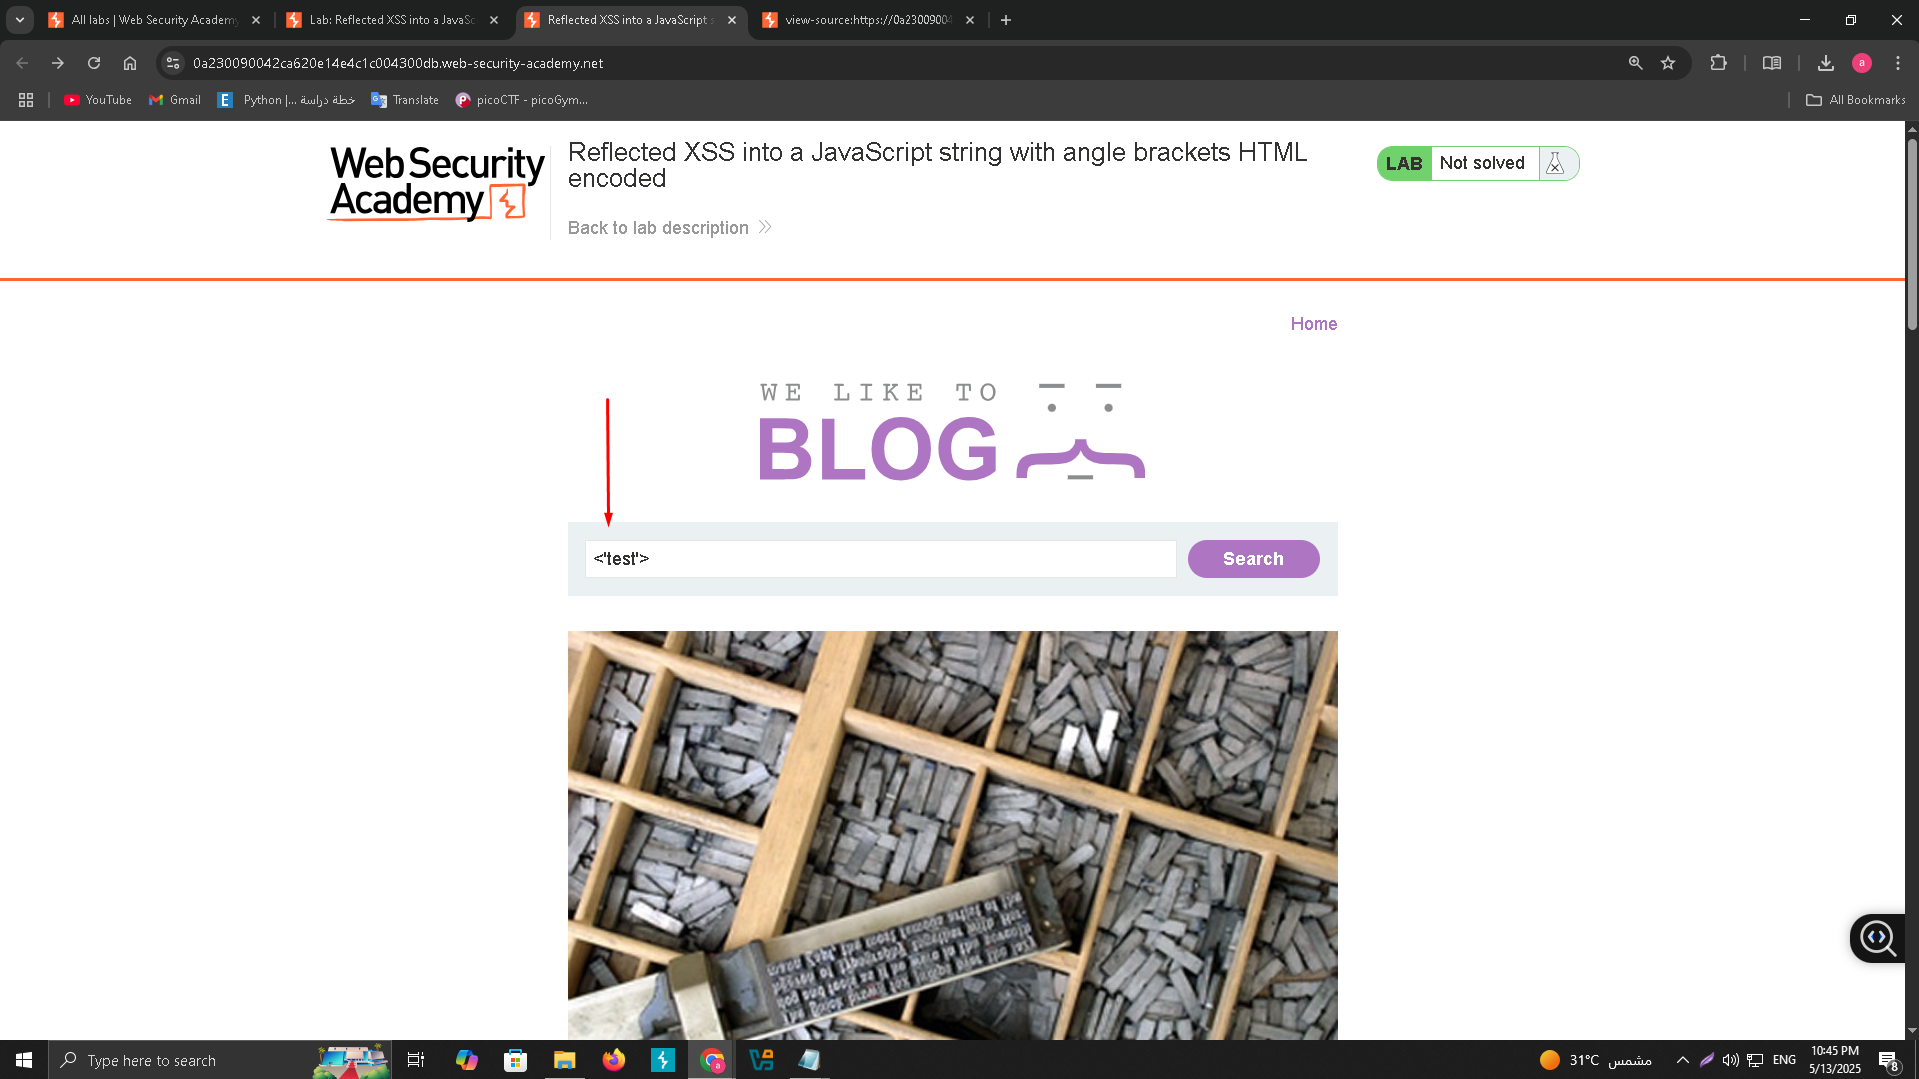 All labs | Web Security Academy
Lab: Reflected XSS into a JavaSc
Reflected XSS into a JavaScript s
view-source:https://0a23009004
0a230090042ca620e14e4c1c004300db.web-security-academy.net
a
YouTube
Gmail
E
Python |... خطة دراسة
Translate
picoCTF - picoGym...
All Bookmarks
Web Security
Academy
Reflected XSS into a JavaScript string with angle brackets HTML
encoded
LAB
Not solved
Back to lab description
Home
WE LIKE TO
BLOG
<'test'>
Search
Type here to search
a
31°C مشمس
ENG
10:45 PM
5/13/2025
8